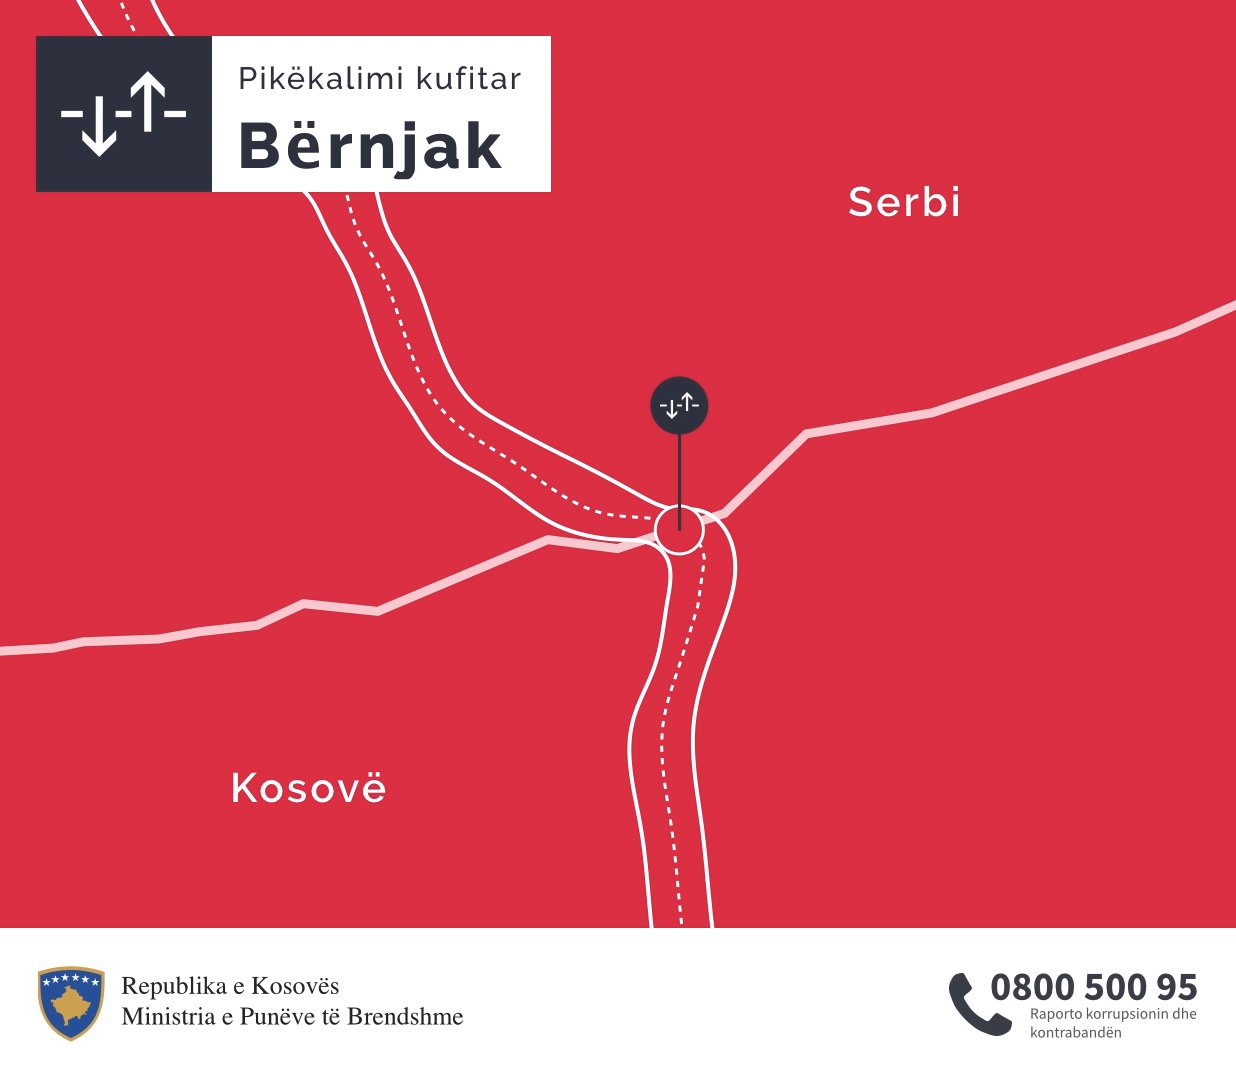 Pikëkalimi kufitar
Bërnjak
Serbi
Kosovë
Republika e Kosovës
Ministria e Punëve të Brendshme
0800 500 95
Raporto korrupsionin dhe
kontrabandën